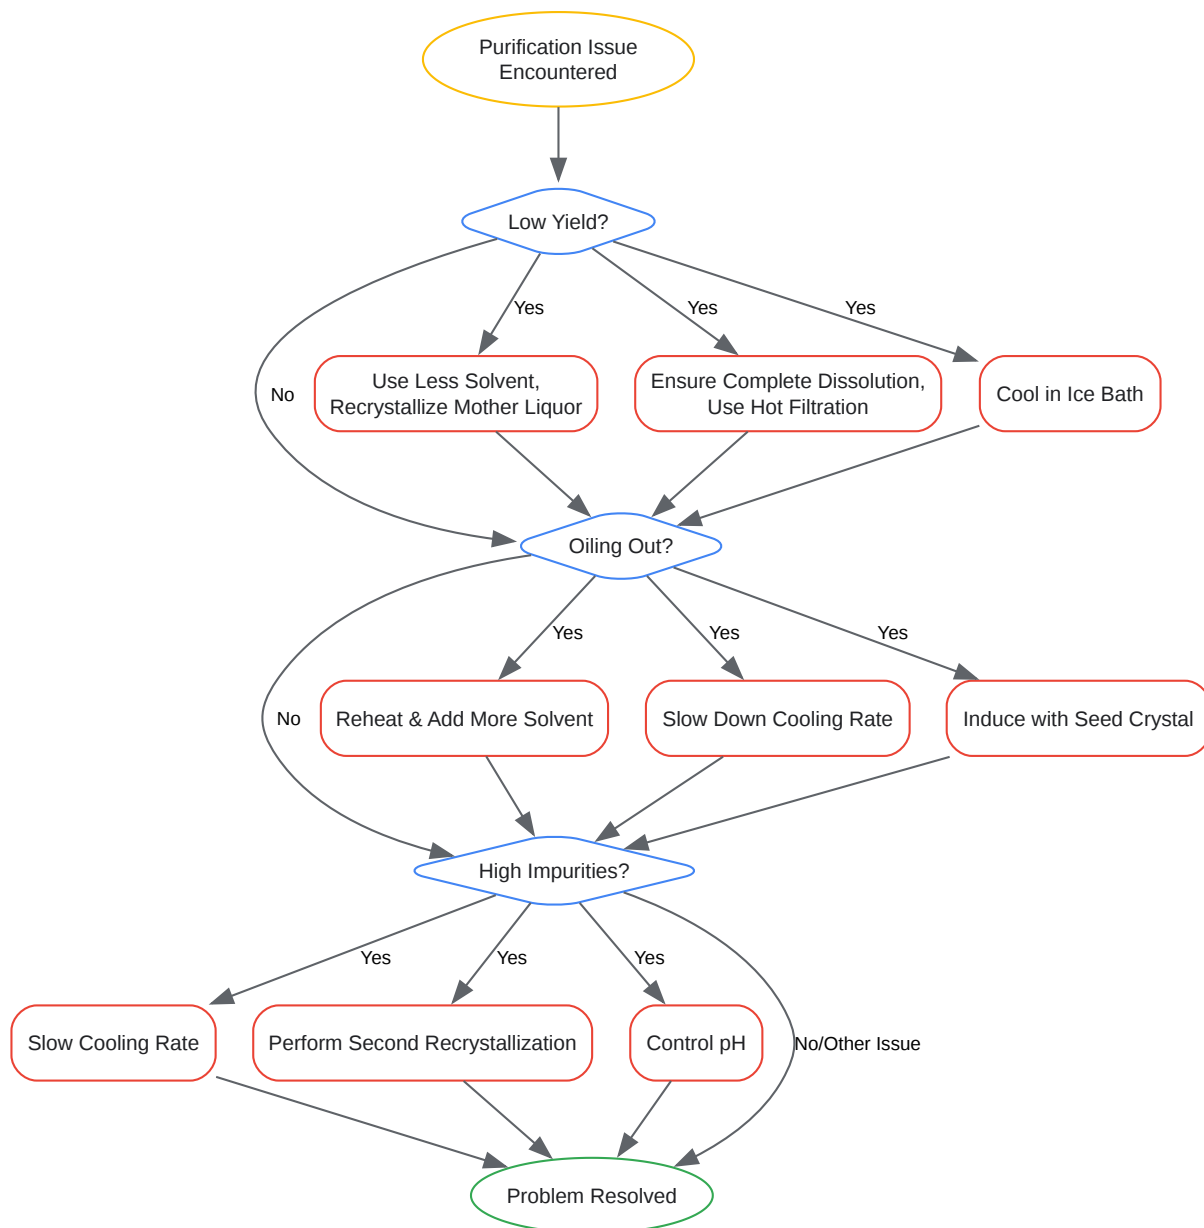 Purification Issue
Encountered
Low Yield?
Yes
Yes
Yes
No
Use Less Solvent,
Recrystallize Mother Liquor
Ensure Complete Dissolution,
Use Hot Filtration
Cool in Ice Bath
Oiling Out?
Yes
Yes
Yes
No
Reheat & Add More Solvent
Slow Down Cooling Rate
Induce with Seed Crystal
High Impurities?
Yes
Yes
Yes
Slow Cooling Rate
Perform Second Recrystallization
Control pH
No/Other Issue
Problem Resolved